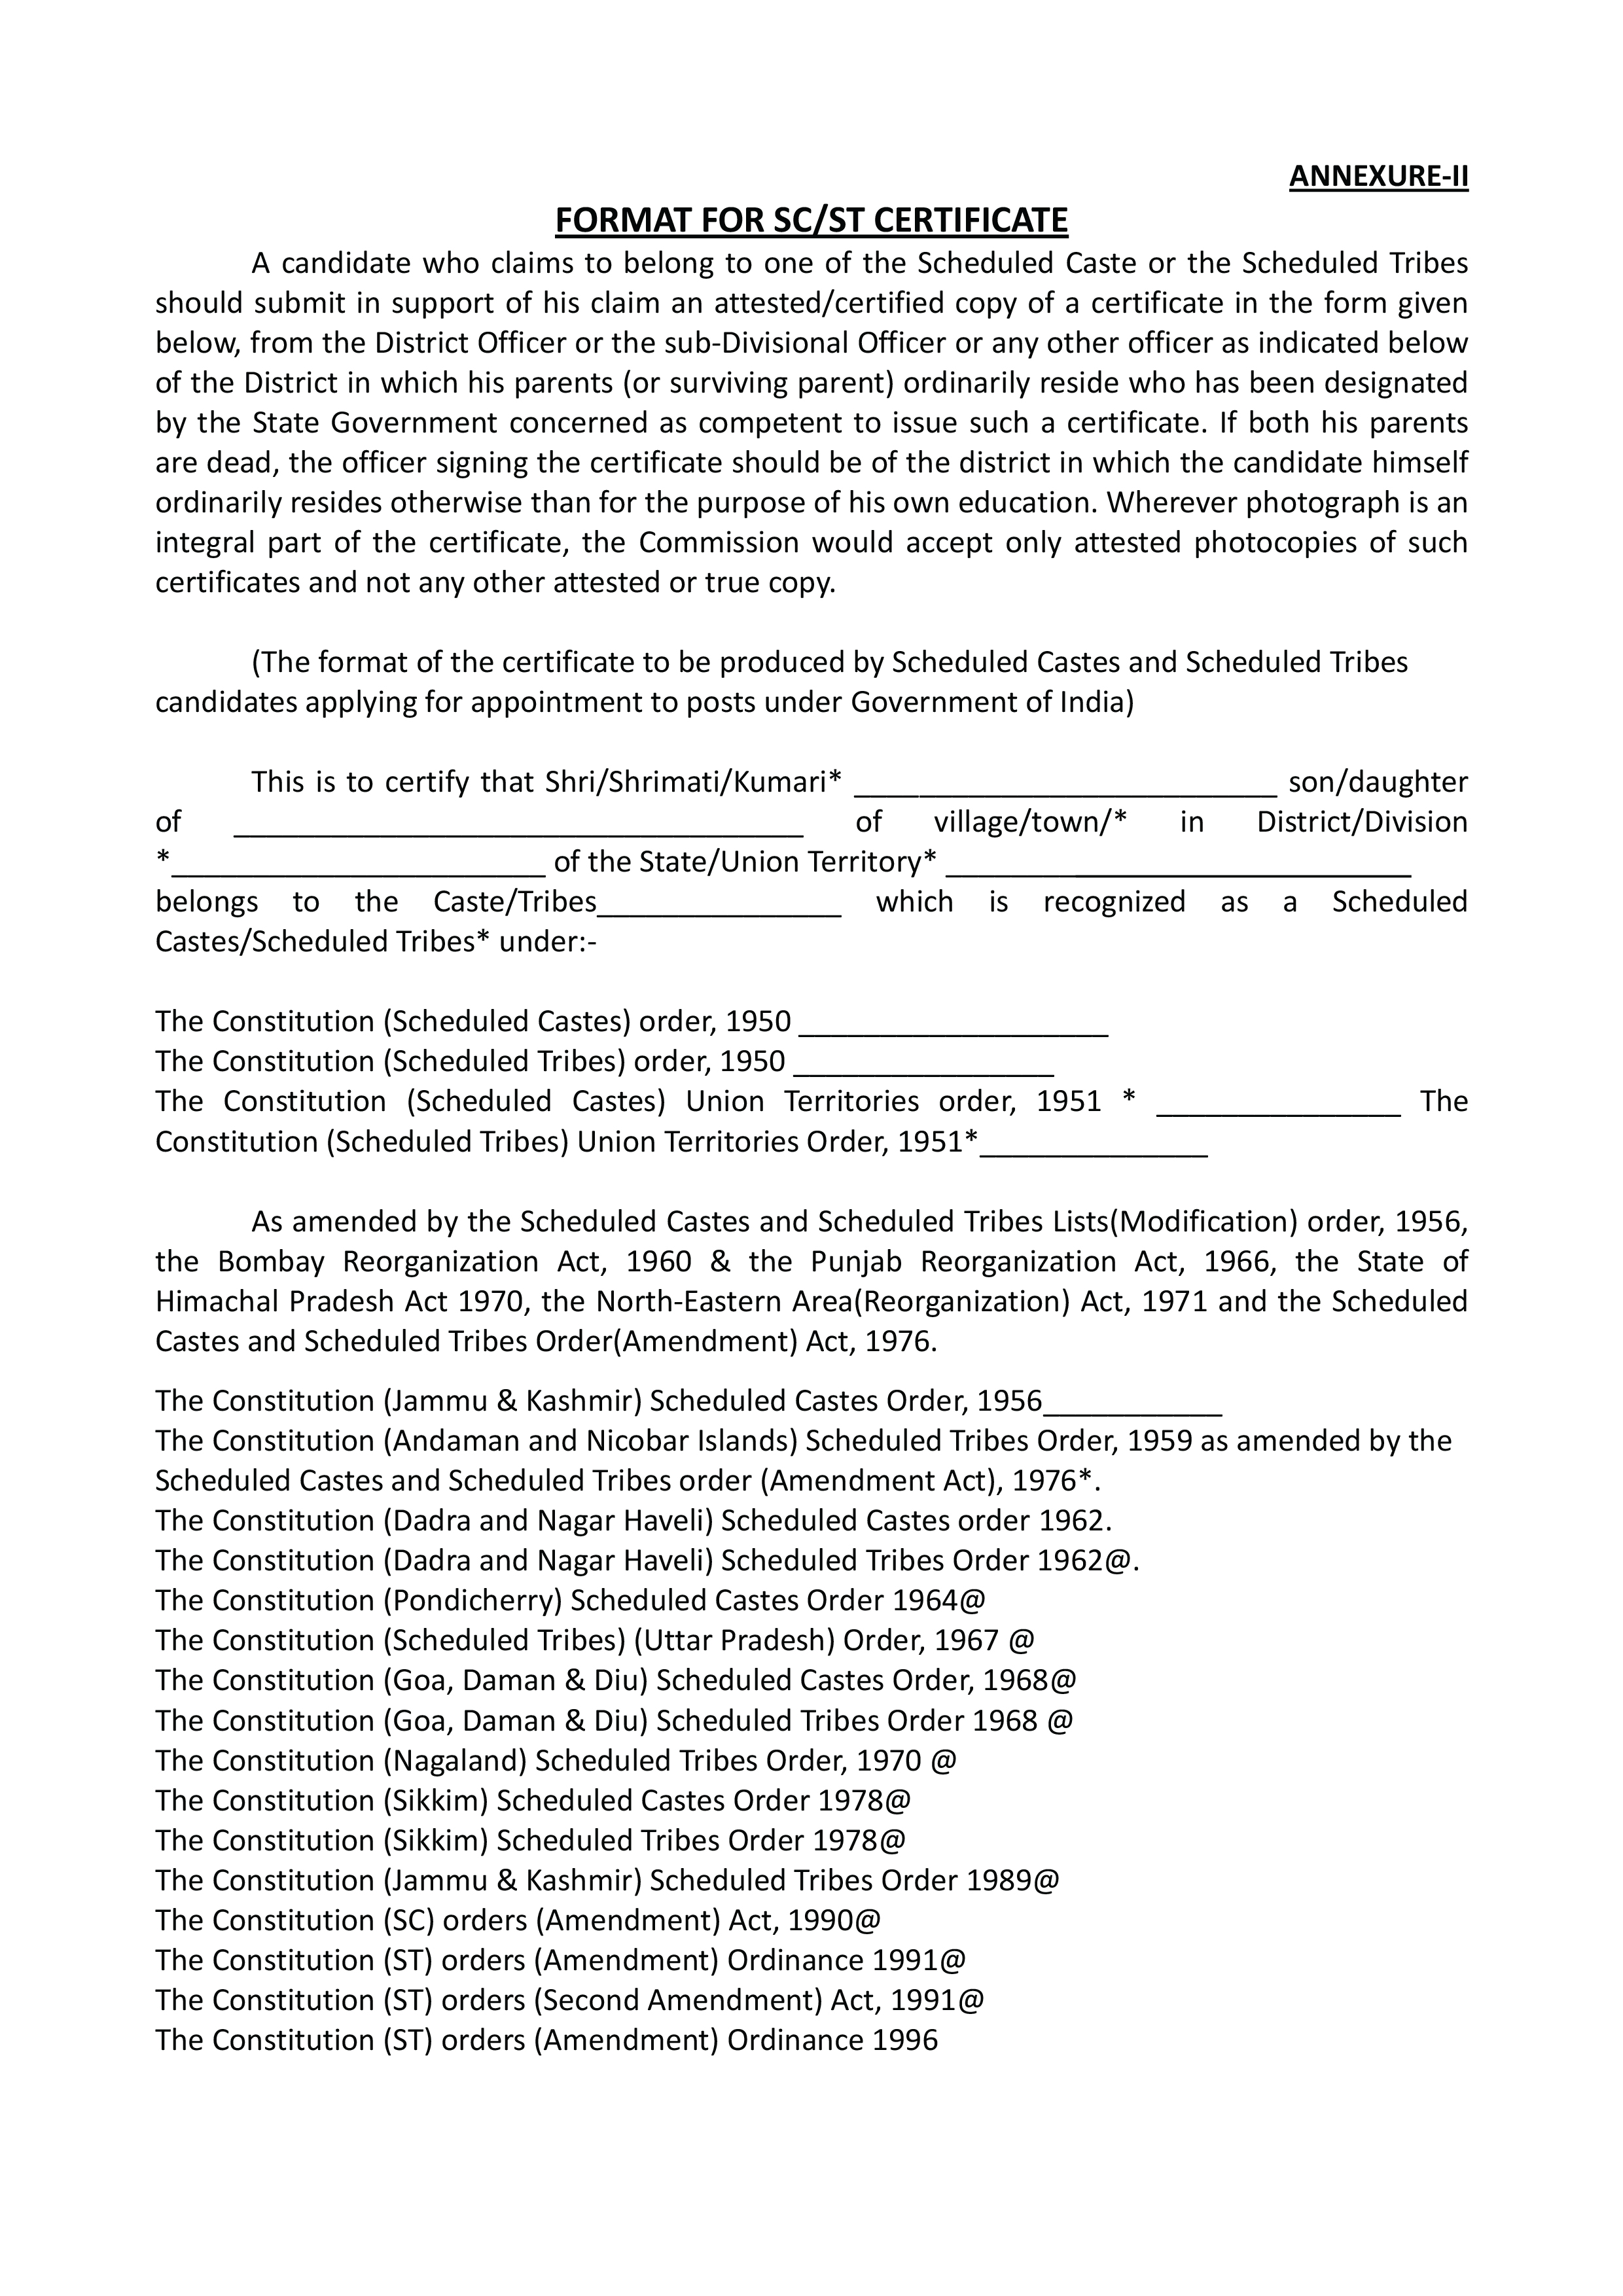 ANNEXURE-II
FORMAT FOR SC/ST CERTIFICATE
A candidate who claims to belong to one of the Scheduled Caste or the Scheduled Tribes
should submit in support of his claim an attested/certified copy of a certificate in the form given
below, from the District Officer or the sub-Divisional Officer or any other officer as indicated below
of the District in which his parents (or surviving parent) ordinarily reside who has been designated
by the State Government concerned as competent to issue such a certificate. If both his parents
are dead, the officer signing the certificate should be of the district in which the candidate himself
ordinarily resides otherwise than for the purpose of his own education. Wherever photograph is an
integral part of the certificate, the Commission would accept only attested photocopies of such
certificates and not any other attested or true copy.
(The format of the certificate to be produced by Scheduled Castes and Scheduled Tribes
candidates applying for appointment to posts under Government of India)
This is to certify that Shri/Shrimati/Kumari* __________________________ son/daughter
of ___________________________________ of village/town/* in District/Division
*_______________________ of the State/Union Territory* ____________________________
belongs to the Caste/Tribes_______________ which is recognized as a Scheduled
Castes/Scheduled Tribes* under:-
The Constitution (Scheduled Castes) order, 1950 ___________________
The Constitution (Scheduled Tribes) order, 1950 ________________
The Constitution (Scheduled Castes) Union Territories order, 1951 * _______________ The
Constitution (Scheduled Tribes) Union Territories Order, 1951*______________
As amended by the Scheduled Castes and Scheduled Tribes Lists(Modification) order, 1956,
the Bombay Reorganization Act, 1960 & the Punjab Reorganization Act, 1966, the State of
Himachal Pradesh Act 1970, the North-Eastern Area(Reorganization) Act, 1971 and the Scheduled
Castes and Scheduled Tribes Order(Amendment) Act, 1976.
The Constitution (Jammu & Kashmir) Scheduled Castes Order, 1956___________
The Constitution (Andaman and Nicobar Islands) Scheduled Tribes Order, 1959 as amended by the
Scheduled Castes and Scheduled Tribes order (Amendment Act), 1976*.
The Constitution (Dadra and Nagar Haveli) Scheduled Castes order 1962.
The Constitution (Dadra and Nagar Haveli) Scheduled Tribes Order 1962@.
The Constitution (Pondicherry) Scheduled Castes Order 1964@
The Constitution (Scheduled Tribes) (Uttar Pradesh) Order, 1967 @
The Constitution (Goa, Daman & Diu) Scheduled Castes Order, 1968@
The Constitution (Goa, Daman & Diu) Scheduled Tribes Order 1968 @
The Constitution (Nagaland) Scheduled Tribes Order, 1970 @
The Constitution (Sikkim) Scheduled Castes Order 1978@
The Constitution (Sikkim) Scheduled Tribes Order 1978@
The Constitution (Jammu & Kashmir) Scheduled Tribes Order 1989@
The Constitution (SC) orders (Amendment) Act, 1990@
The Constitution (ST) orders (Amendment) Ordinance 1991@
The Constitution (ST) orders (Second Amendment) Act, 1991@
The Constitution (ST) orders (Amendment) Ordinance 1996